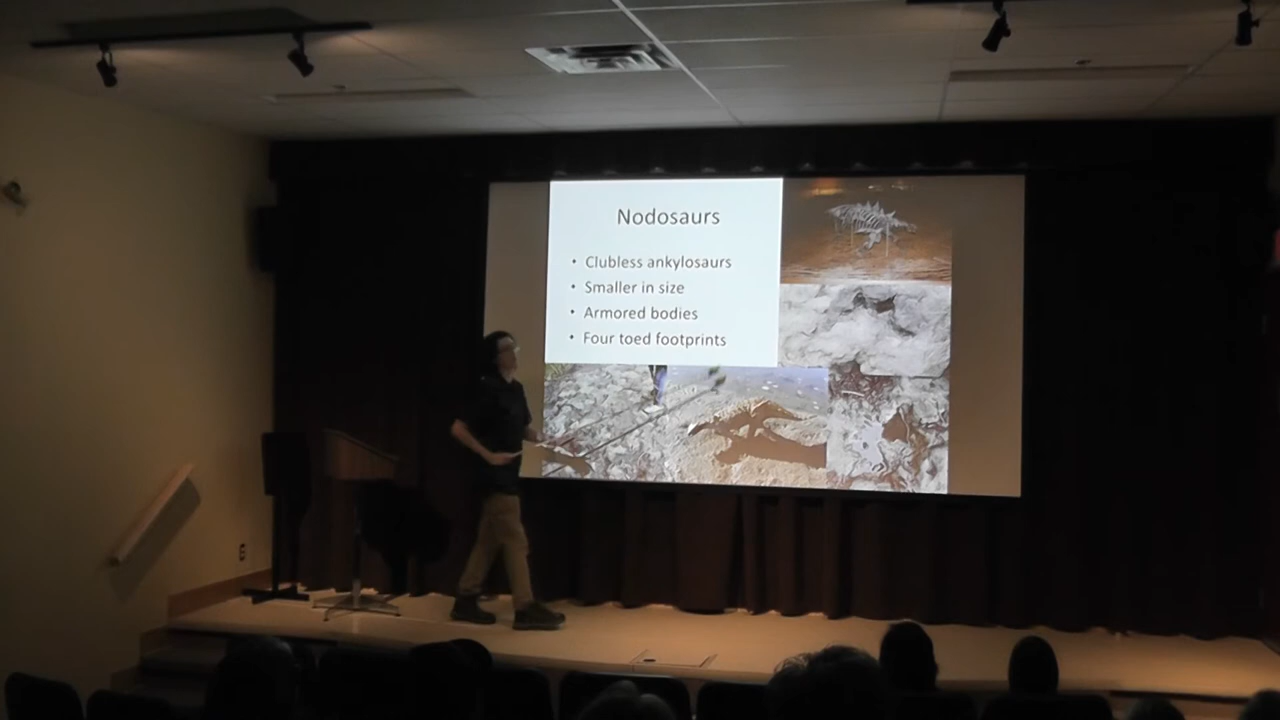 Nodosaurs
• Clubless ankylosaurs
• Smaller in size
• Armored bodies
• Four toed footprints